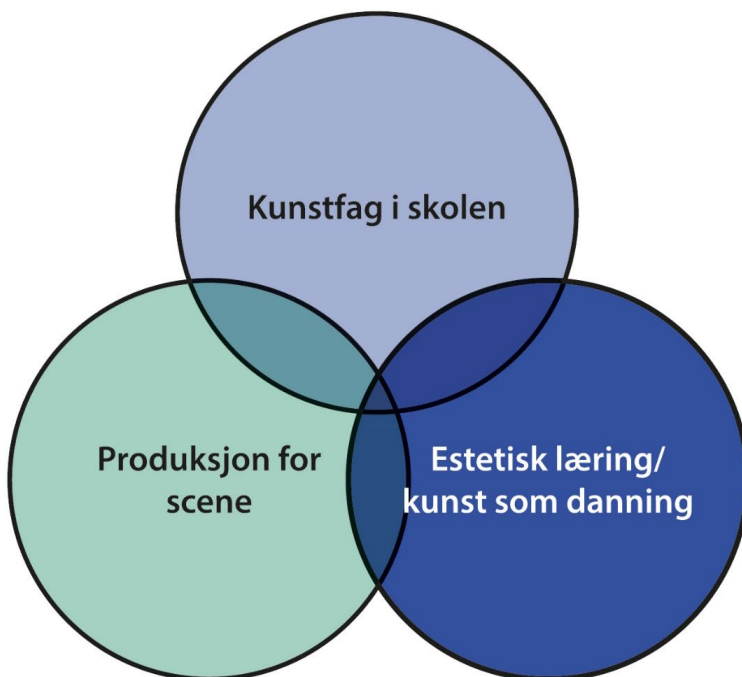 Kunstfag i skolen
Produksjon for
scene
Estetisk læring/
kunst som danning